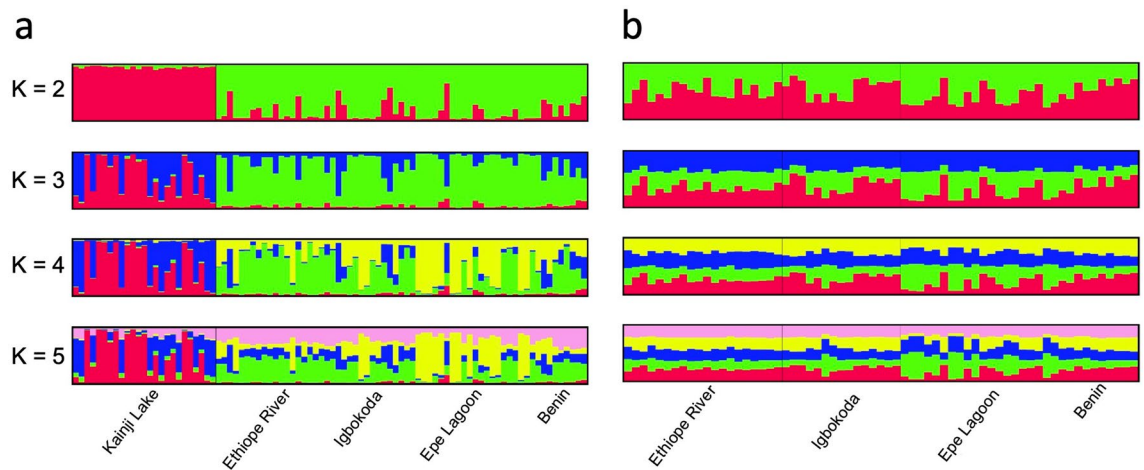 a
b
K = 2
K = 3
K = 4
K = 5
Kainji Lake
Ethiope River
Igbokoda
Epe Lagoon
Benin
Ethiope River
Igbokoda
Epe Lagoon
Benin